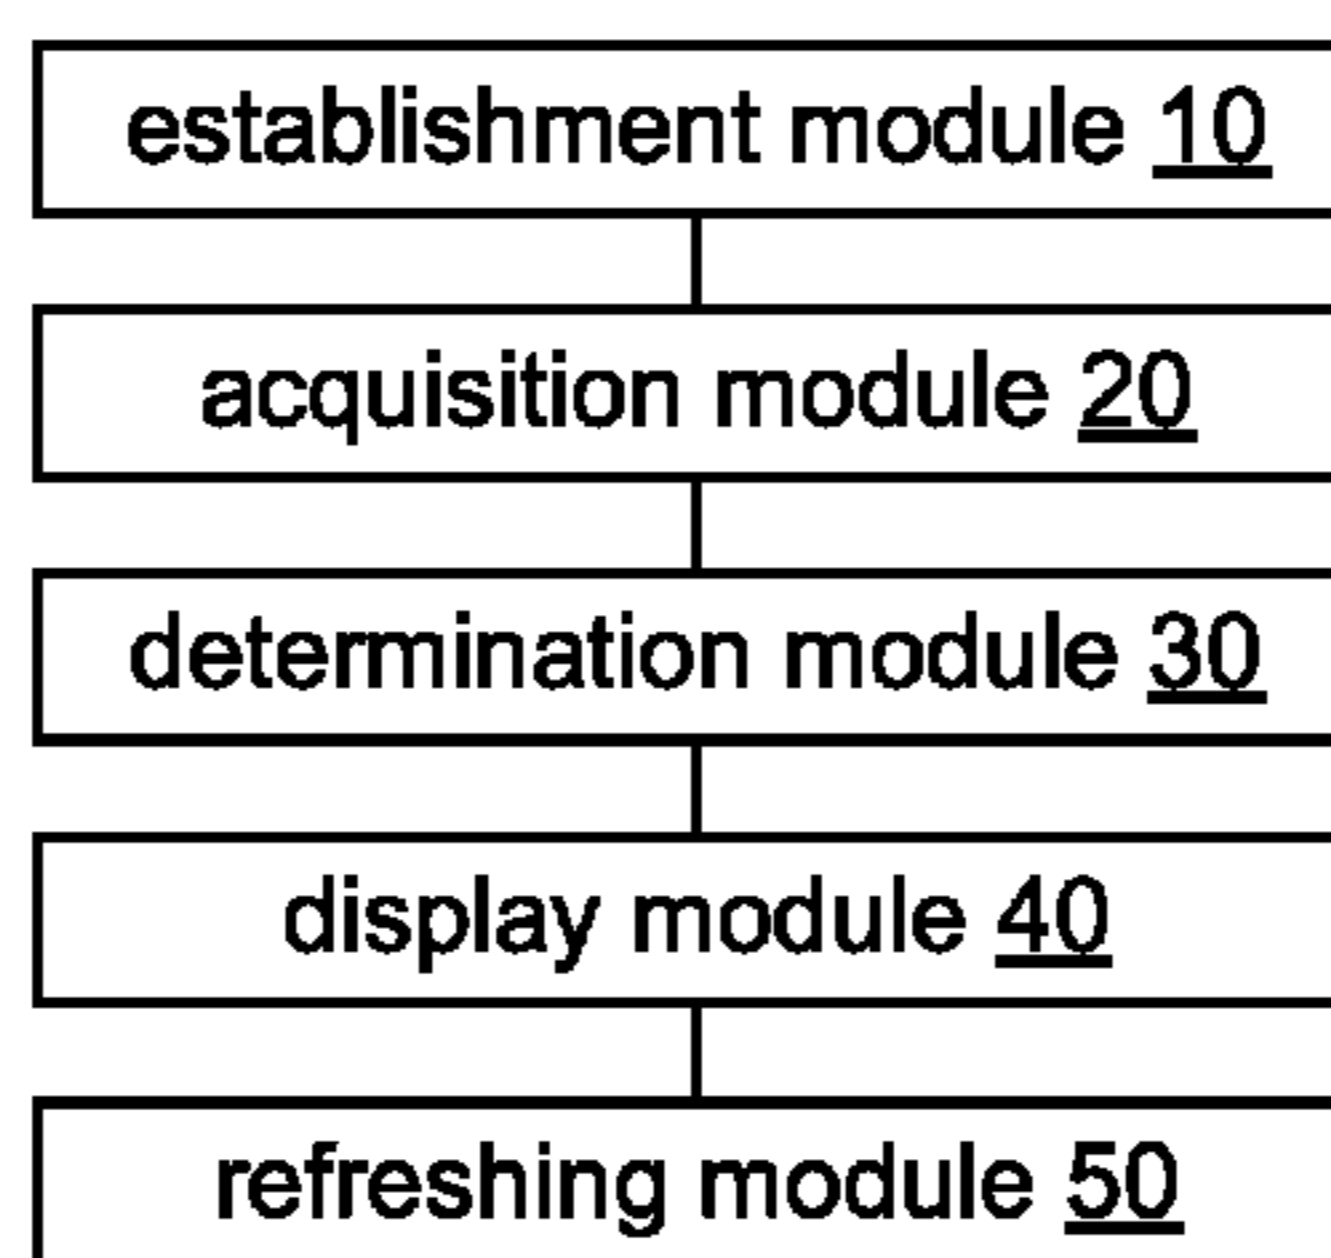 establishment module 10
acquisition module 20
determination module 30
display module 40
refreshing module 50